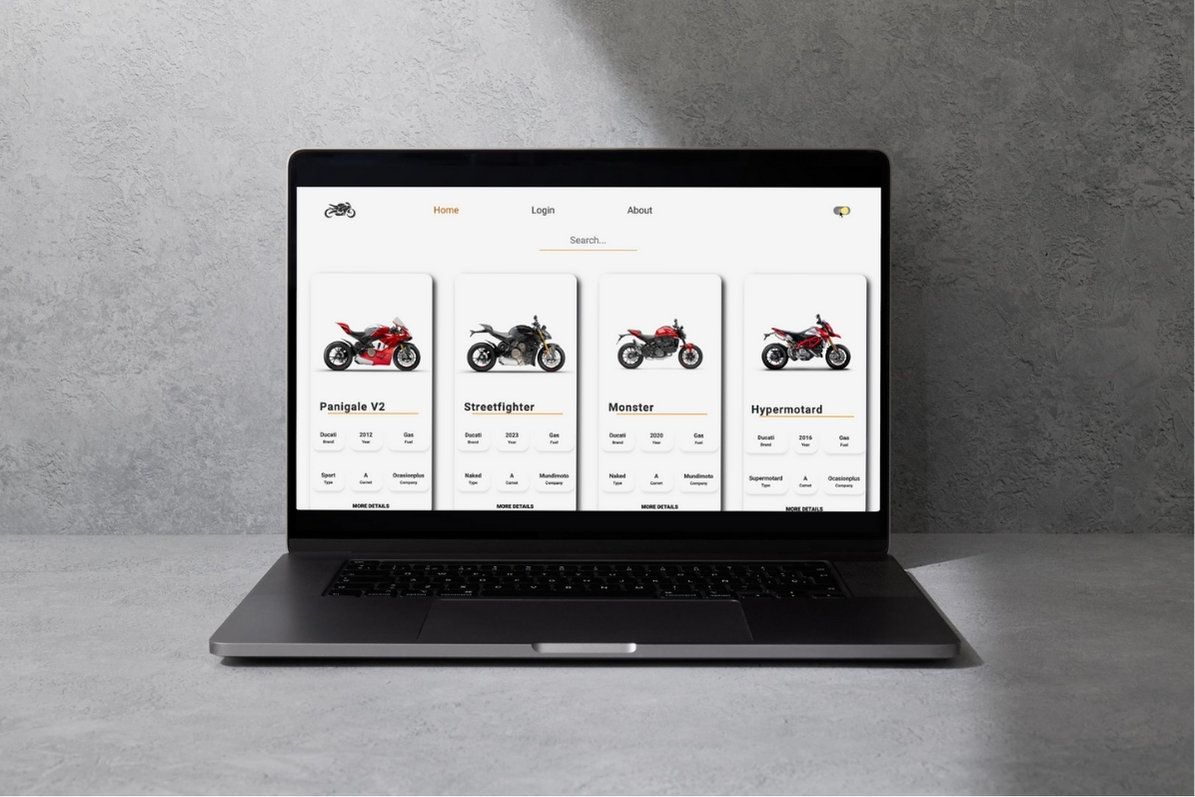 Home Login About
Search...
Panigale V2 Streetfighter Monster Hypermotard
Ducati 2012 Gas Ducati 2023 Gas Ducati 2020 Gas Ducati 2016 Gas
Brand Year Fuel Brand Year Fuel Brand Year Fuel Brand Year Fuel
Sport A Ocasionplus Naked A Mundimoto Naked A Mundimoto Supermotard A Ocasionplus
Type Carnet Company Type Carnet Company Type Carnet Company Type Carnet Company
MORE DETAILS MORE DETAILS MORE DETAILS MORE DETAILS